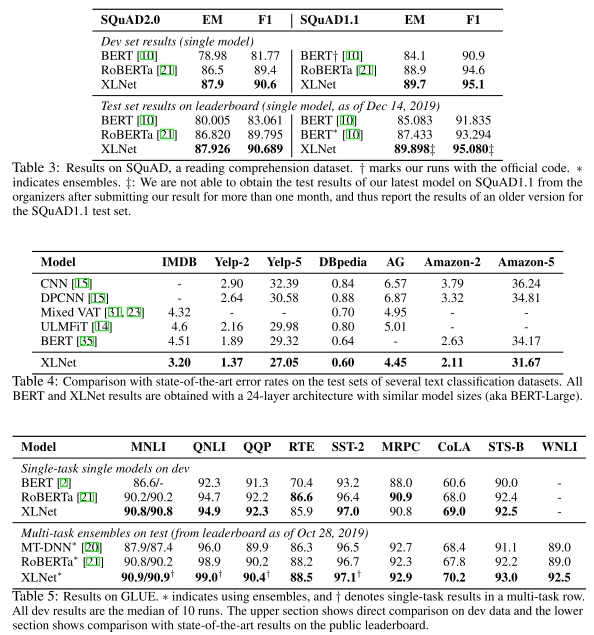 SQuAD2.0 EM F1 SQuAD1.1 EM F1
Dev set results (single model)
BERT [10] 78.98 81.77 BERT† [10] 84.1 90.9
RoBERTa [21] 86.5 89.4 RoBERTa [21] 88.9 94.6
XLNet 87.9 90.6 XLNet 89.7 95.1
Test set results on leaderboard (single model, as of Dec 14, 2019)
BERT [10] 80.005 83.061 BERT [10] 85.083 91.835
RoBERTa [21] 86.820 89.795 BERT* [10] 87.433 93.294
XLNet 87.926 90.689 XLNet 89.898‡ 95.080‡
Table 3: Results on SQuAD, a reading comprehension dataset. † marks our runs with the official code. *
indicates ensembles. ‡: We are not able to obtain the test results of our latest model on SQuAD1.1 from the
organizers after submitting our result for more than one month, and thus report the results of an older version for
the SQuAD1.1 test set.
Model IMDB Yelp-2 Yelp-5 DBpedia AG Amazon-2 Amazon-5
CNN [15] - 2.90 32.39 0.84 6.57 3.79 36.24
DPCNN [15] - 2.64 30.58 0.88 6.87 3.32 34.81
Mixed VAT [31, 23] 4.32 - - 0.70 4.95 - -
ULMFiT [14] 4.6 2.16 29.98 0.80 5.01 - -
BERT [35] 4.51 1.89 29.32 0.64 - 2.63 34.17
XLNet 3.20 1.37 27.05 0.60 4.45 2.11 31.67
Table 4: Comparison with state-of-the-art error rates on the test sets of several text classification datasets. All
BERT and XLNet results are obtained with a 24-layer architecture with similar model sizes (aka BERT-Large).
Model MNLI QNLI QQP RTE SST-2 MRPC CoLA STS-B WNLI
Single-task single models on dev
BERT [2] 86.6/- 92.3 91.3 70.4 93.2 88.0 60.6 90.0 -
RoBERTa [21] 90.2/90.2 94.7 92.2 86.6 96.4 90.9 68.0 92.4 -
XLNet 90.8/90.8 94.9 92.3 85.9 97.0 90.8 69.0 92.5 -
Multi-task ensembles on test (from leaderboard as of Oct 28, 2019)
MT-DNN* [20] 87.9/87.4 96.0 89.9 86.3 96.5 92.7 68.4 91.1 89.0
RoBERTa* [21] 90.8/90.2 98.9 90.2 88.2 96.7 92.3 67.8 92.2 89.0
XLNet* 90.9/90.9† 99.0† 90.4† 88.5 97.1† 92.9 70.2 93.0 92.5
Table 5: Results on GLUE. * indicates using ensembles, and † denotes single-task results in a multi-task row.
All dev results are the median of 10 runs. The upper section shows direct comparison on dev data and the lower
section shows comparison with state-of-the-art results on the public leaderboard.